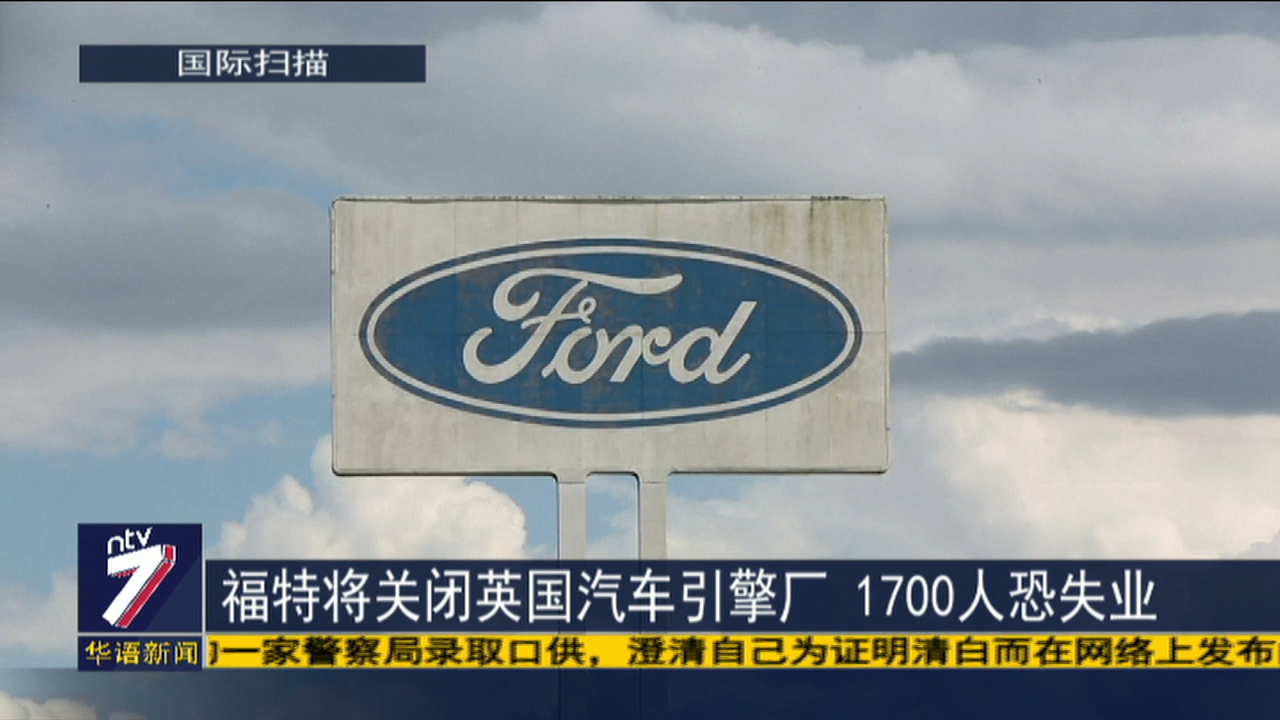 国际扫描
Ford
ntv
7
福特将关闭英国汽车引擎厂 1700人恐失业
华语新闻
一家警察局录取口供，澄清自己为证明清白而在网络上发布